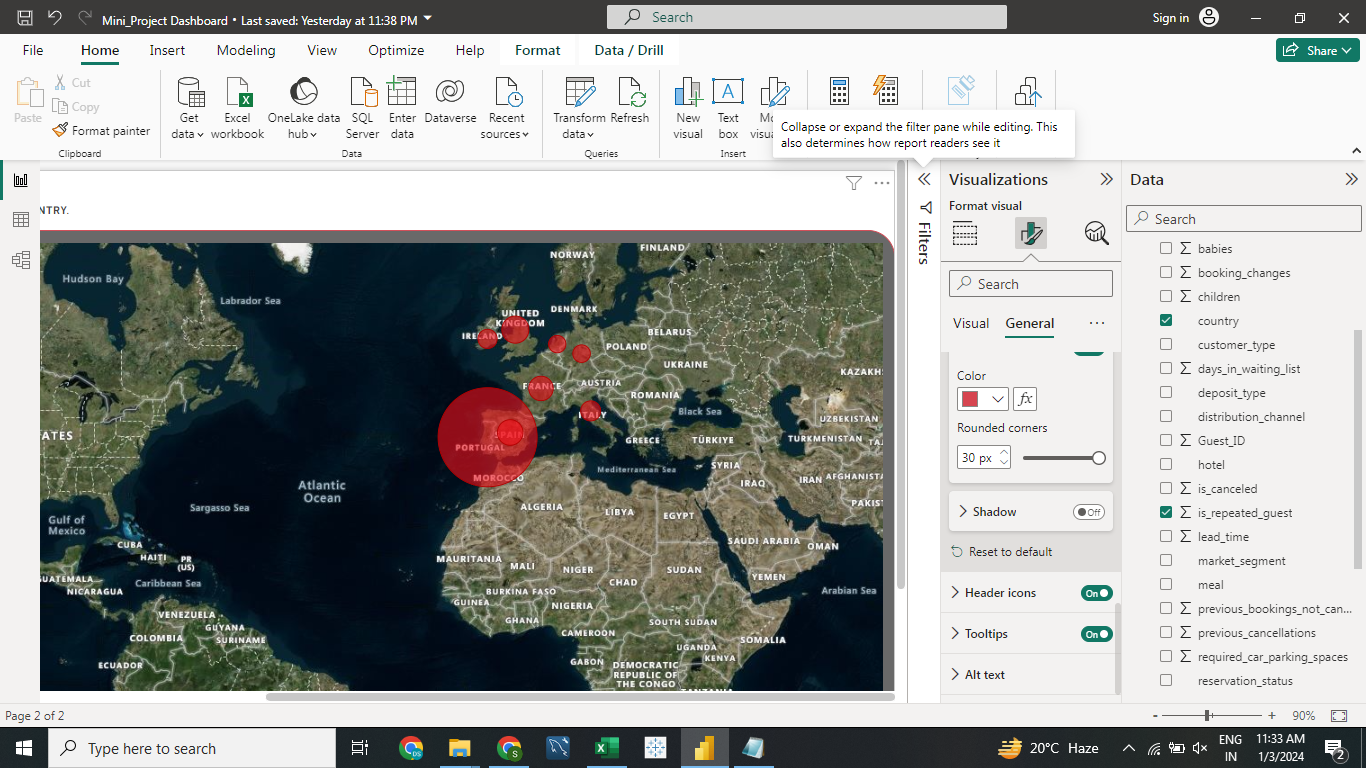 Mini_Project Dashboard • Last saved: Yesterday at 11:38 PM
Search
Sign in
File
Home
Insert
Modeling
View
Optimize
Help
Format
Data / Drill
Share
Paste
Cut
Copy
Format painter
Clipboard
Get data
Excel workbook
OneLake data hub
SQL Server
Enter data
Dataverse
Recent sources
Data
Transform data
Refresh
Queries
New visual
Text box
Insert
Collapse or expand the filter pane while editing. This
also determines how report readers see it
NTRY.
Hudson Bay
Labrador Sea
ATES
Gulf of
Mexico
Sargasso Sea
Atlantic
Ocean
CUBA
HAITI
PR
(US)
Caribbean Sea
GUATEMALA
NICARAGUA
VENEZUELA
GUYANA
SURINAME
COLOMBIA
ECUADOR
FINLAND
NORWAY
UNITED
KINGDOM
DENMARK
IRELAND
BELARUS
POLAND
UKRAINE
KAZAKH
FRANCE
AUSTRIA
ROMANIA
Black Sea
ITALY
UZBEKISTAN
SPAIN
PORTUGAL
GREECE
TÜRKIYE
TURKMENISTAN
TAJ
Mediterranean Sea
SYRIA
IRAQ
IRAN
AFGHANISTA
PAKIST
MOROCCO
ALGERIA
LIBYA
EGYPT
SAUDI ARABIA
OMAN
MAURITANIA
MALI
NIGER
CHAD
SUDAN
YEMEN
Arabian Sea
GUINEA
BURKINA FASO
NIGERIA
GHANA
SOUTH SUDAN
CAMEROON
SOMALIA
UGANDA
KENYA
GABON
DEMOCRATIC
REPUBLIC OF
THE CONGO
TANZANIA
Filters
Visualizations
Format visual
Search
Visual
General
Color
fx
Rounded corners
30 px
Shadow
Off
Reset to default
Header icons
On
Tooltips
On
Alt text
Data
Search
babies
booking_changes
children
country
customer_type
days_in_waiting_list
deposit_type
distribution_channel
Guest_ID
hotel
is_canceled
is_repeated_guest
lead_time
market_segment
meal
previous_bookings_not_can...
previous_cancellations
required_car_parking_spaces
reservation_status
Page 2 of 2
90%
Type here to search
20°C Haze
ENG
IN
11:33 AM
1/3/2024
2